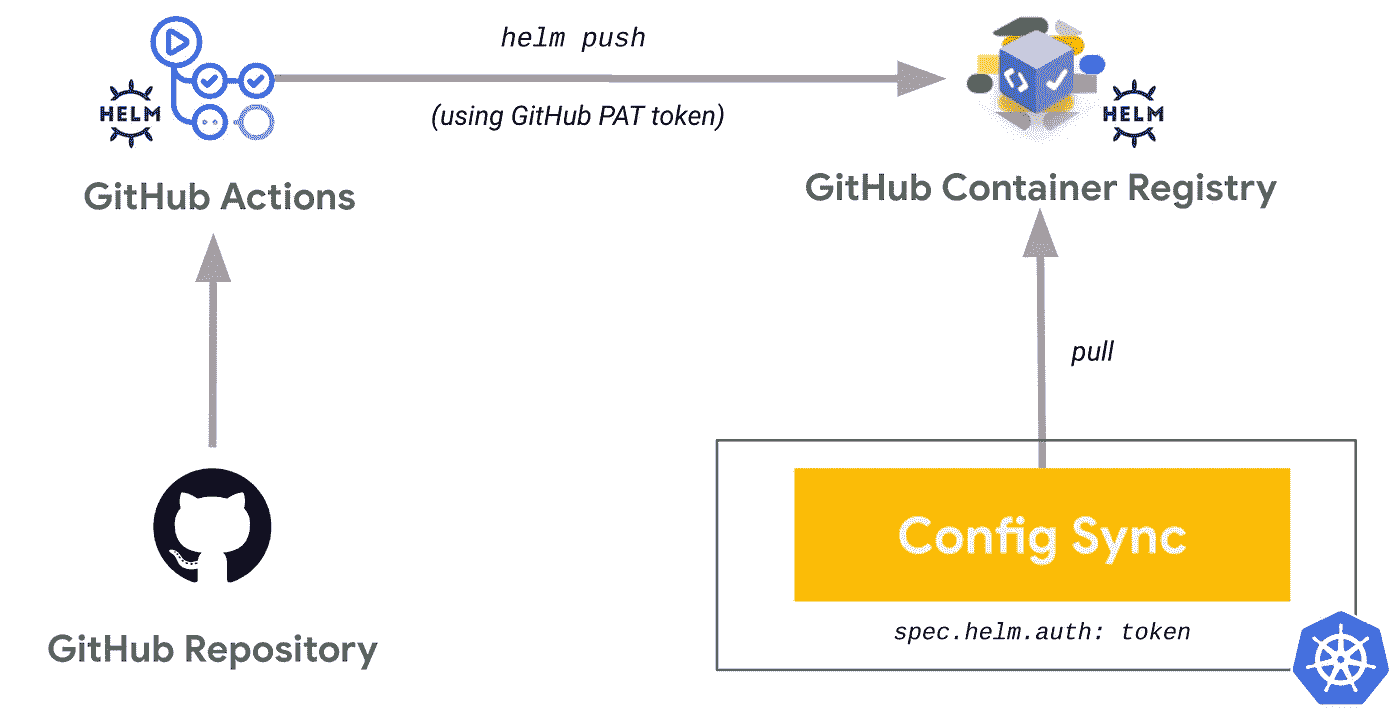 helm push
(using GitHub PAT token)
HELM
HELM
GitHub Actions
GitHub Container Registry
pull
Config Sync
spec.helm.auth: token
GitHub Repository